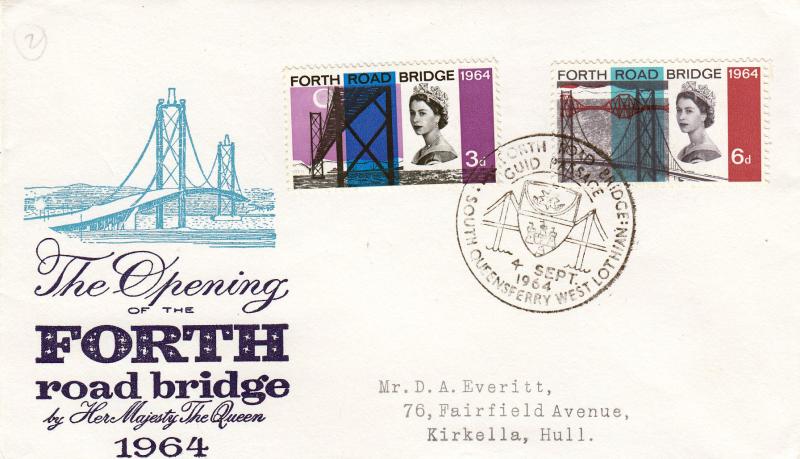 2
FORTH ROAD BRIDGE 1964
3d
FORTH ROAD BRIDGE 1964
6d
FORTH ROAD BRIDGE:
GUID PASSAGE
4 SEPT.
1964
·SOUTH QUEENSFERRY WEST LOTHIAN·
The Opening
OF THE
FORTH
road bridge
by Her Majesty The Queen
1964
Mr. D. A. Everitt,
76, Fairfield Avenue,
Kirkella, Hull.